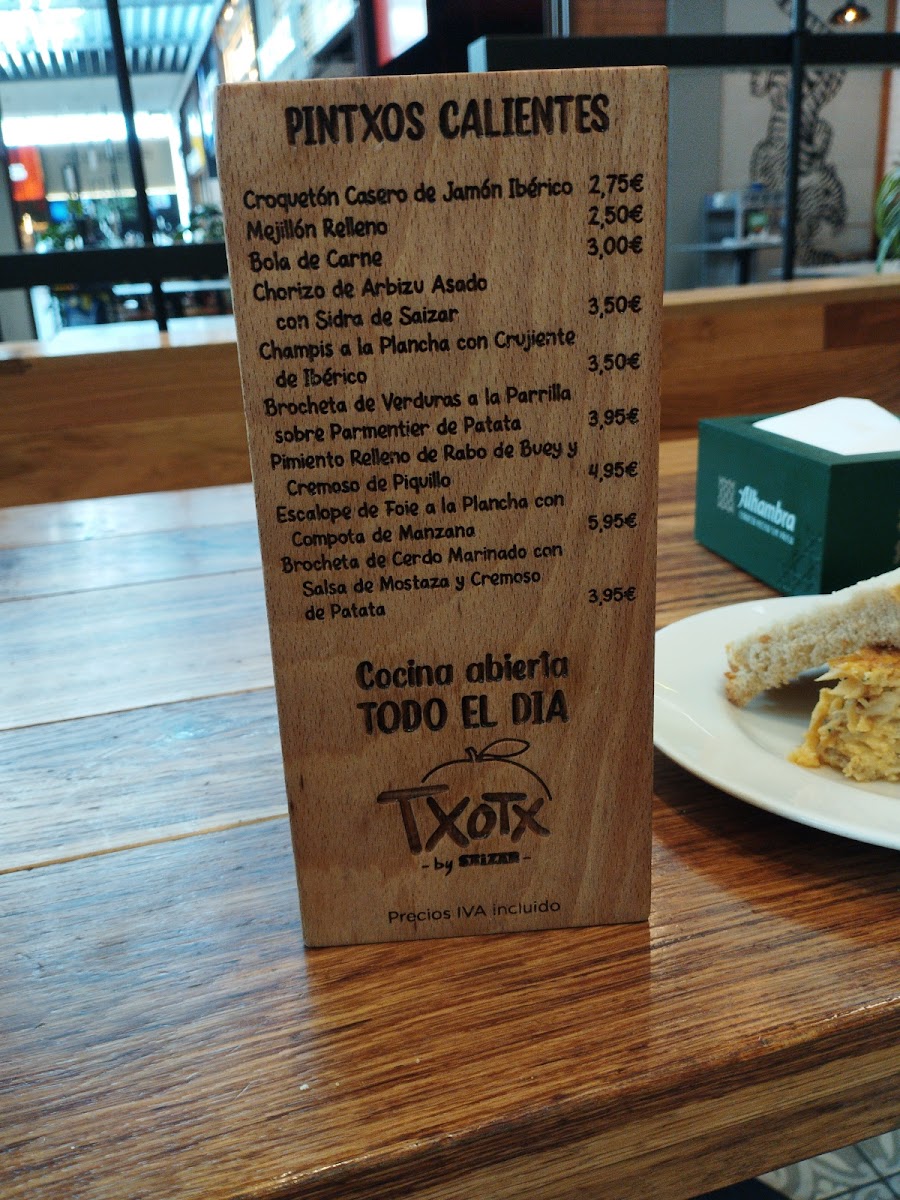 PINTXOS CALIENTES
Croquetón Casero de Jamón Ibérico 2,75€
Mejillón Relleno 2,50€
Bola de Carne 3,00€
Chorizo de Arbizu Asado
con Sidra de Saizar 3,50€
Champis a la Plancha con Crujiente
de Ibérico 3,50€
Brocheta de Verduras a la Parrilla
sobre Parmentier de Patata 3,95€
Pimiento Relleno de Rabo de Buey y
Cremoso de Piquillo 4,95€
Escalope de Foie a la Plancha con
Compota de Manzana 5,95€
Brocheta de Cerdo Marinado con
Salsa de Mostaza y Cremoso
de Patata 3,95€
Cocina abierta
TODO EL DIA
TXOTX
- by SAIZAR -
Precios IVA incluido
Alhambra